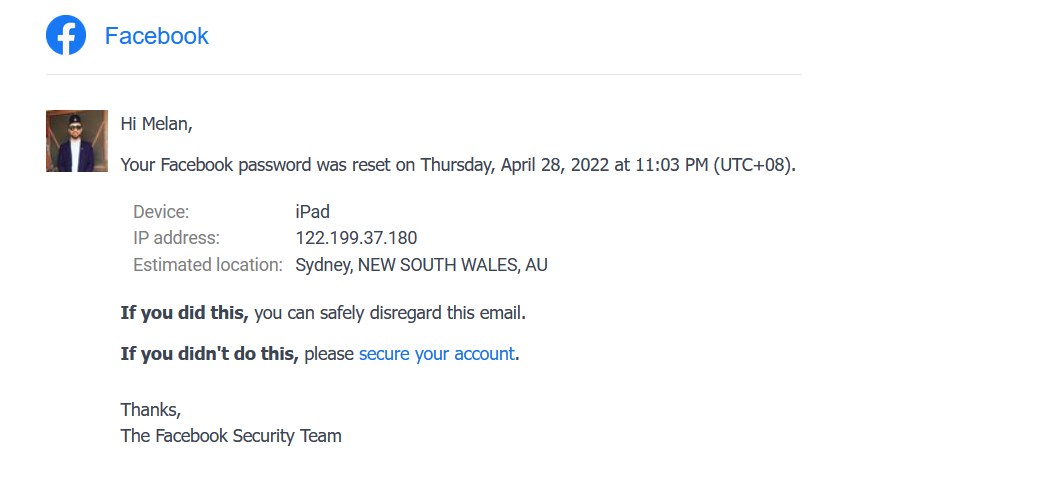 Facebook
Hi Melan,
Your Facebook password was reset on Thursday, April 28, 2022 at 11:03 PM (UTC+08).
Device: iPad
IP address: 122.199.37.180
Estimated location: Sydney, NEW SOUTH WALES, AU
If you did this, you can safely disregard this email.
If you didn't do this, please secure your account.
Thanks,
The Facebook Security Team